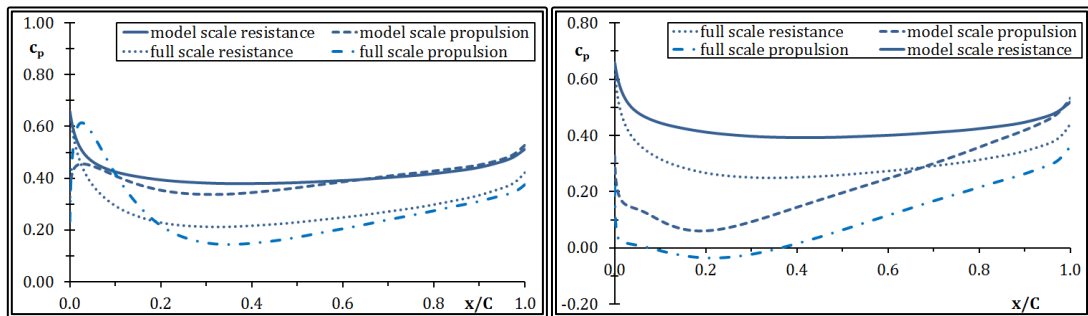 1.00
model scale resistance model scale propulsion
full scale resistance full scale propulsion
cp
0.80
0.60
0.40
0.20
0.00
0.0 0.2 0.4 0.6 0.8 x/C 1.0
0.80
full scale resistance model scale propulsion
full scale propulsion model scale resistance
cp
0.60
0.40
0.20
0.00
0.0 0.2 0.4 0.6 0.8 1.0
-0.20 x/C